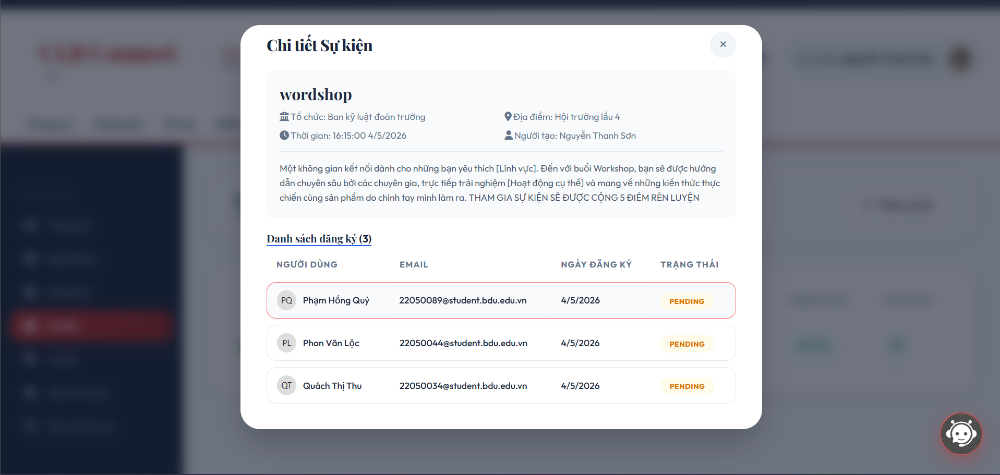 Chi tiết Sự kiện
×
wordshop
Tổ chức: Ban kỹ luật đoàn trường
Địa điểm: Hội trường lầu 4
Thời gian: 16:15:00 4/5/2026
Người tạo: Nguyễn Thanh Sơn
Một không gian kết nối dành cho những bạn yêu thích [Lĩnh vực]. Đến với buổi Workshop, bạn sẽ được hướng
dẫn chuyên sâu bởi các chuyên gia, trực tiếp trải nghiệm [Hoạt động cụ thể] và mang về những kiến thức thực
chiến cùng sản phẩm do chính tay mình làm ra. THAM GIA SỰ KIỆN SẼ ĐƯỢC CỘNG 5 ĐIỂM RÈN LUYỆN
Danh sách đăng ký (3)
NGƯỜI DÙNG EMAIL NGÀY ĐĂNG KÝ TRẠNG THÁI
PQ Phạm Hồng Quý 22050089@student.bdu.edu.vn 4/5/2026 PENDING
PL Phan Văn Lộc 22050044@student.bdu.edu.vn 4/5/2026 PENDING
QT Quách Thị Thu 22050034@student.bdu.edu.vn 4/5/2026 PENDING